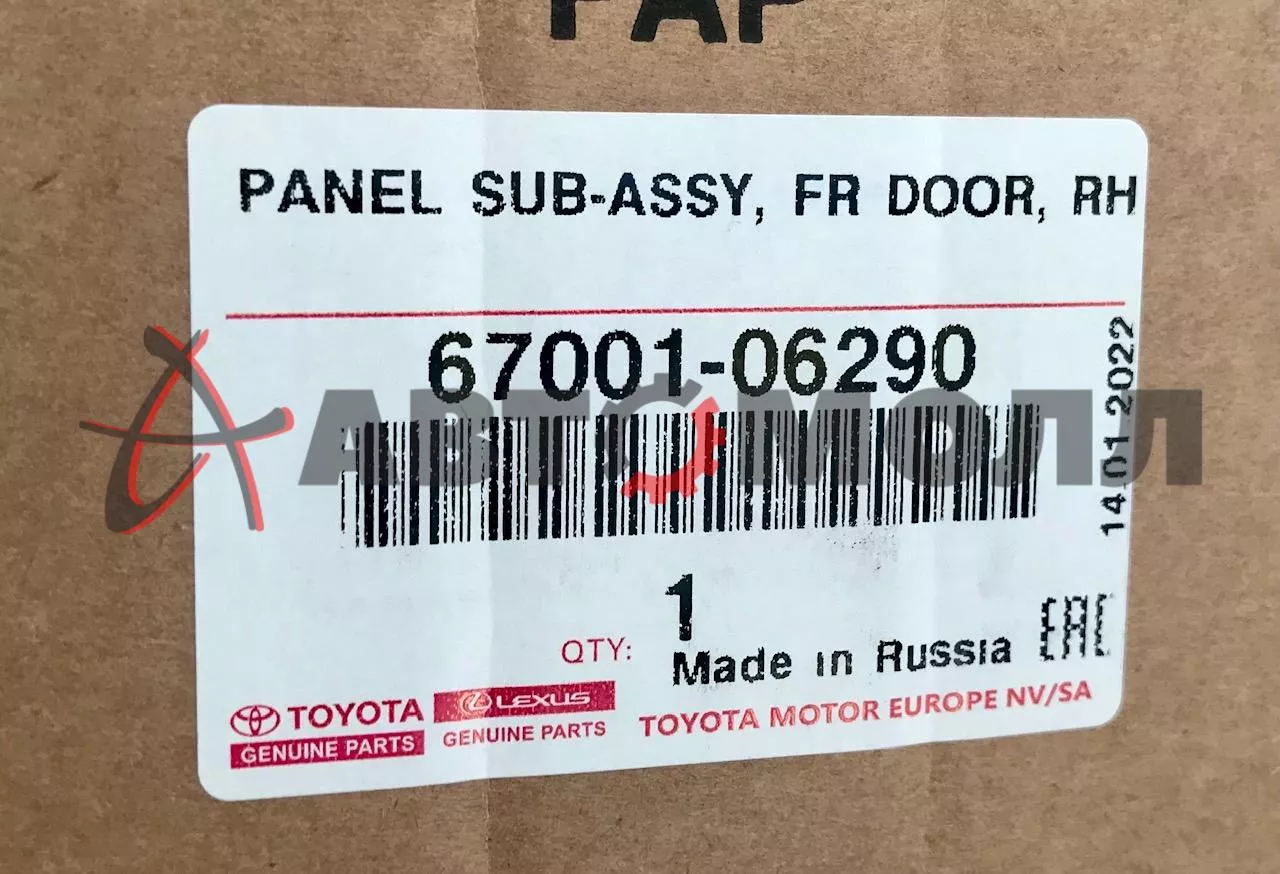 PAP
PANEL SUB-ASSY, FR DOOR, RH
67001-06290
14.01.2022
АВТОМОЛЛ
1
QTY:
Made in Russia
EAC
TOYOTA
GENUINE PARTS
LEXUS
GENUINE PARTS
TOYOTA MOTOR EUROPE NV/SA